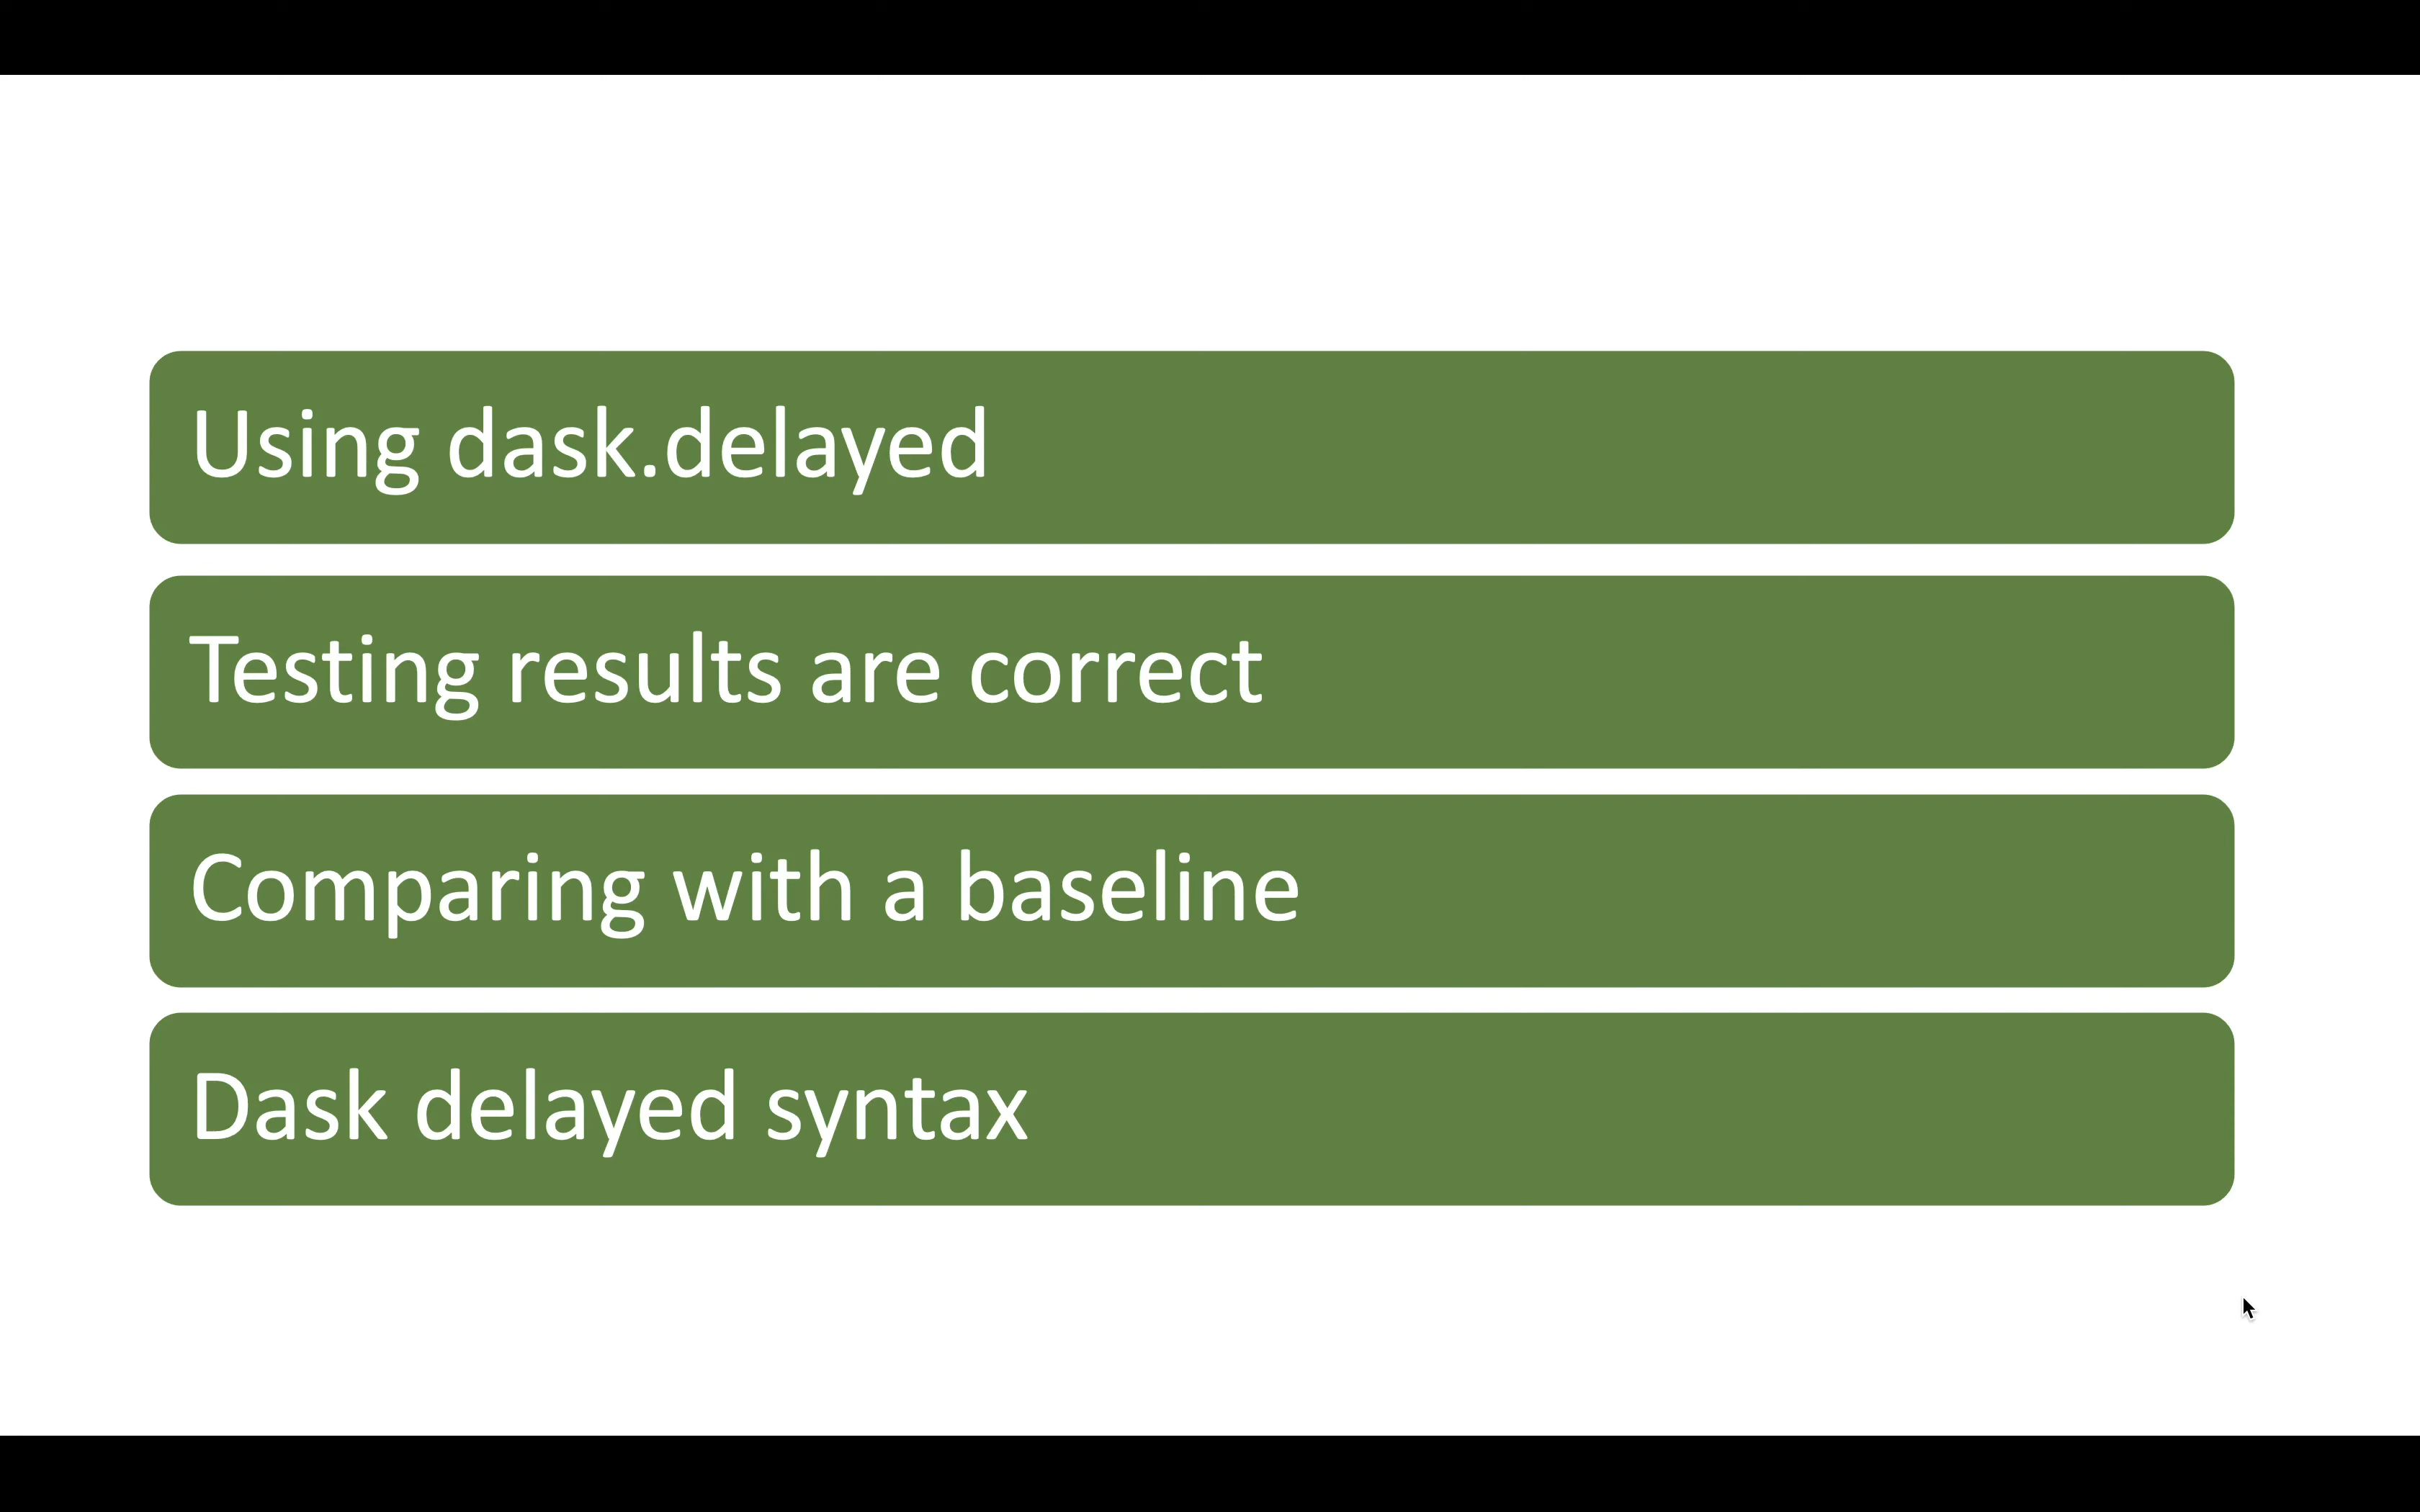 Using dask.delayed
Testing results are correct
Comparing with a baseline
Dask delayed syntax